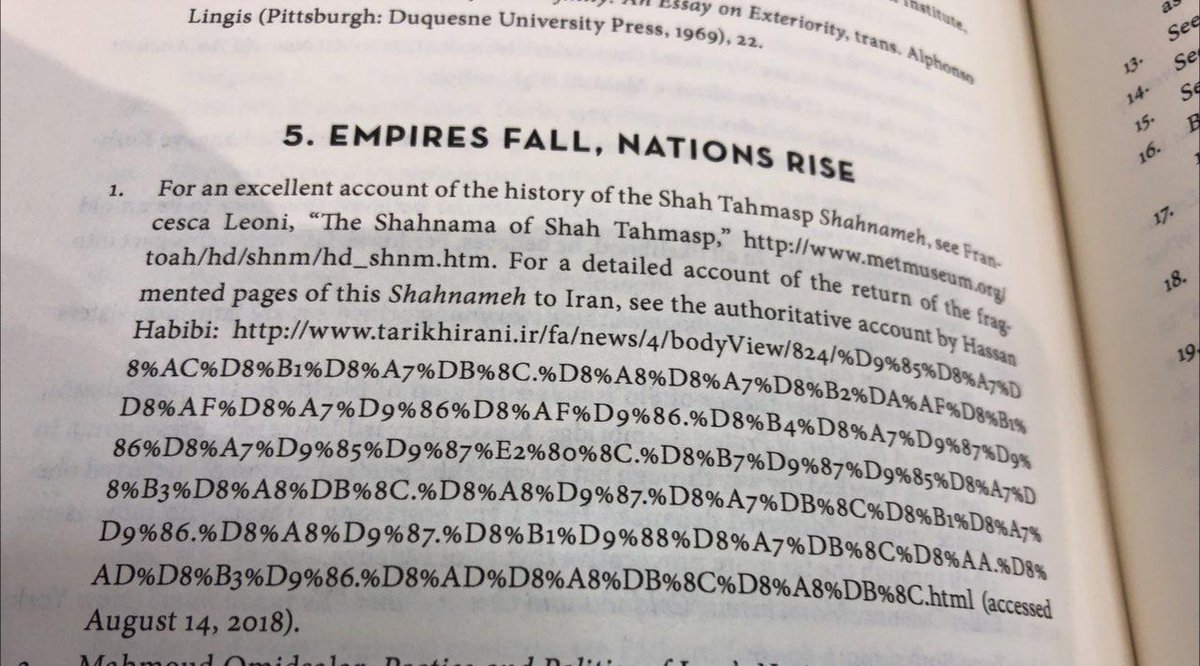 An Essay on Exteriority, trans. Alphonso
Institute,
Lingis (Pittsburgh: Duquesne University Press, 1969), 22.
5. EMPIRES FALL, NATIONS RISE
1. For an excellent account of the history of the Shah Tahmasp Shahnameh, see Fran-
cesca Leoni, “The Shahnama of Shah Tahmasp,” http://www.metmuseum.org/
toah/hd/shnm/hd_shnm.htm. For a detailed account of the return of the frag-
mented pages of this Shahnameh to Iran, see the authoritative account by Hassan
Habibi: http://www.tarikhirani.ir/fa/news/4/bodyView/824/%D9%85%D8%A7%D
8%AC%D8%B1%D8%A7%DB%8C.%D8%A8%D8%A7%D8%B2%DA%AF%D8%B1%
D8%AF%D8%A7%D9%86%D8%AF%D9%86.%D8%B4%D8%A7%D9%87%D9%
86%D8%A7%D9%85%D9%87%E2%80%8C.%D8%B7%D9%87%D9%85%D8%A7%D
8%B3%D8%A8%DB%8C.%D8%A8%D9%87.%D8%A7%DB%8C%D8%B1%D8%A7%
D9%86.%D8%A8%D9%87.%D8%B1%D9%88%D8%A7%DB%8C%D8%AA.%D8%
AD%D8%B3%D9%86.%D8%AD%D8%A8%DB%8C%D8%A8%DB%8C.html (accessed
August 14, 2018).
Mahmoud Omidsalar, Poetics and Politics of
13. See
14. Se
15. B
16.
17.
18.
19.